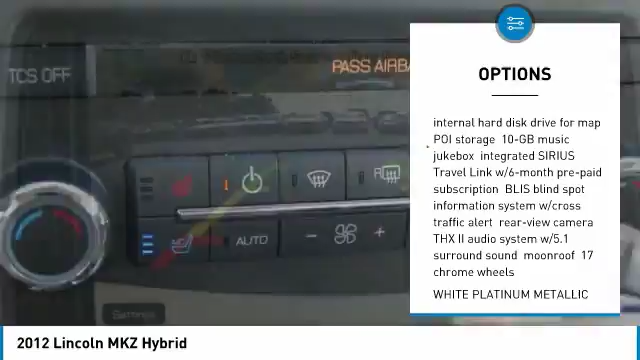 TCS OFF
PASS AIRBA
R
AUTO
Settings
OPTIONS
internal hard disk drive for map
POI storage 10-GB music
jukebox integrated SIRIUS
Travel Link w/6-month pre-paid
subscription BLIS blind spot
information system w/cross
traffic alert rear-view camera
THX II audio system w/5.1
surround sound moonroof 17
chrome wheels
WHITE PLATINUM METALLIC
2012 Lincoln MKZ Hybrid